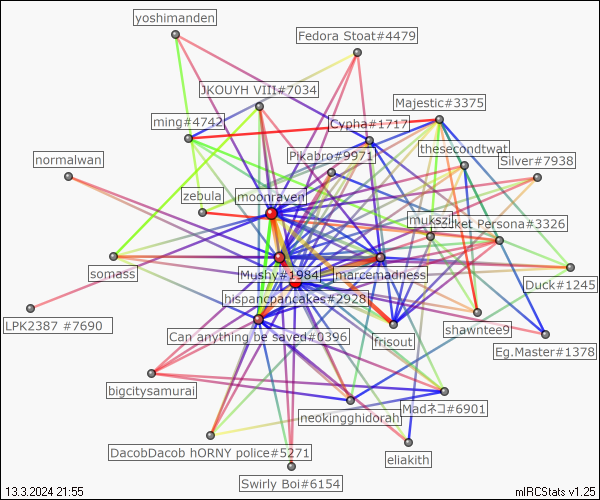 yoshimanden
Fedora Stoat#4479
JKOUYH VIII#7034
Majestic#3375
ming#4742
Cypha#1717
thesecondtwat
normalwan
Pikabro#9971
Silver#7938
zebula
moonraven
mukszi
ket Persona#3326
somass
Mushy#1984
marcemadness
Duck#1245
hispancpancakes#2928
LPK2387 #7690
shawntee9
Can anything be saved#0396
frisout
Eg.Master#1378
bigcitysamurai
neokingghidorah
Madネコ#6901
DacobDacob hORNY police#5271
eliakith
Swirly Boi#6154
13.3.2024 21:55
mIRCStats v1.25